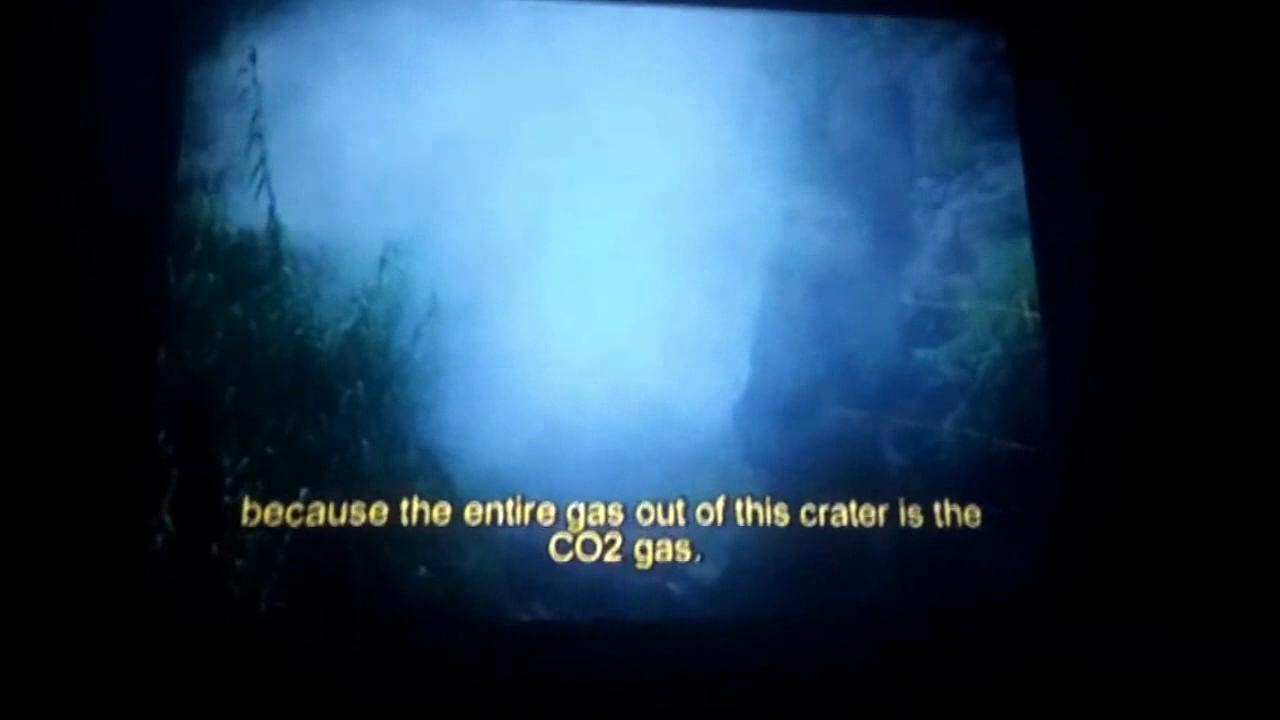 because the entire gas out of this crater is the
CO2 gas.